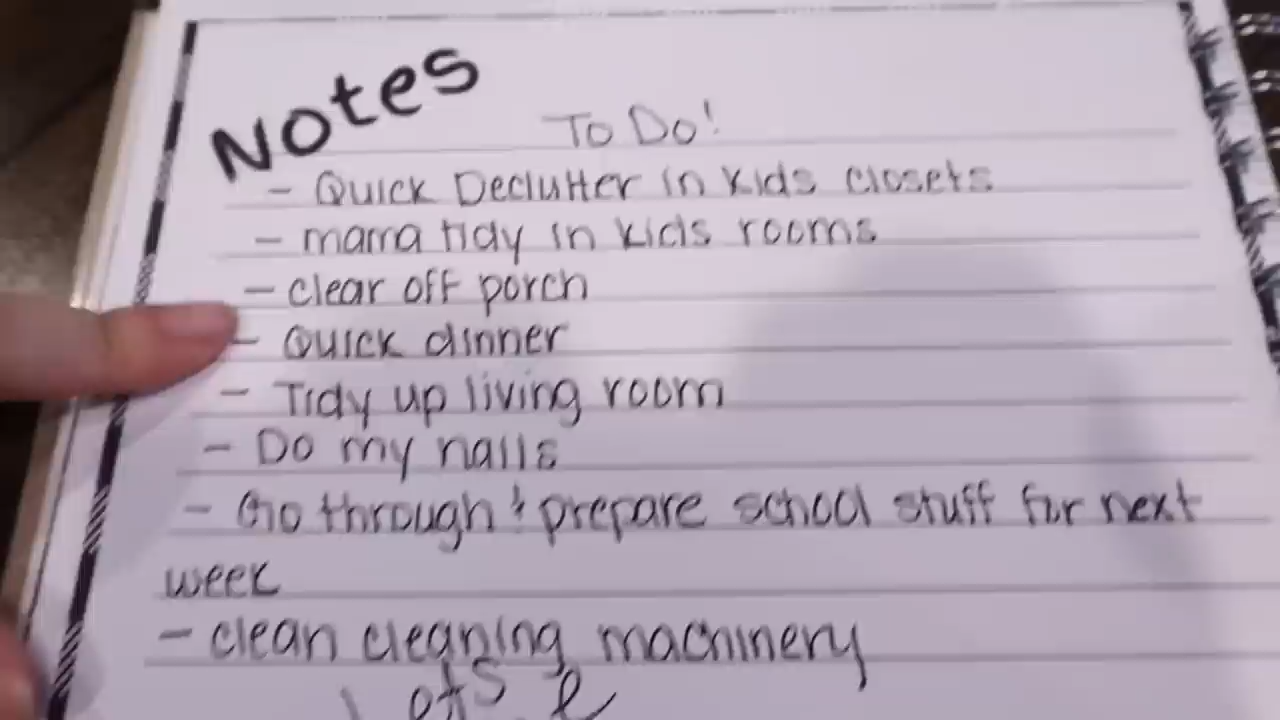 Notes
To Do!
- Quick Declutter in kids closets
- mama tidy in kids rooms
- clear off porch
- Quick dinner
- Tidy up living room
- Do my nails
- Go through & prepare school stuff for next
week
- clean cleaning machinery